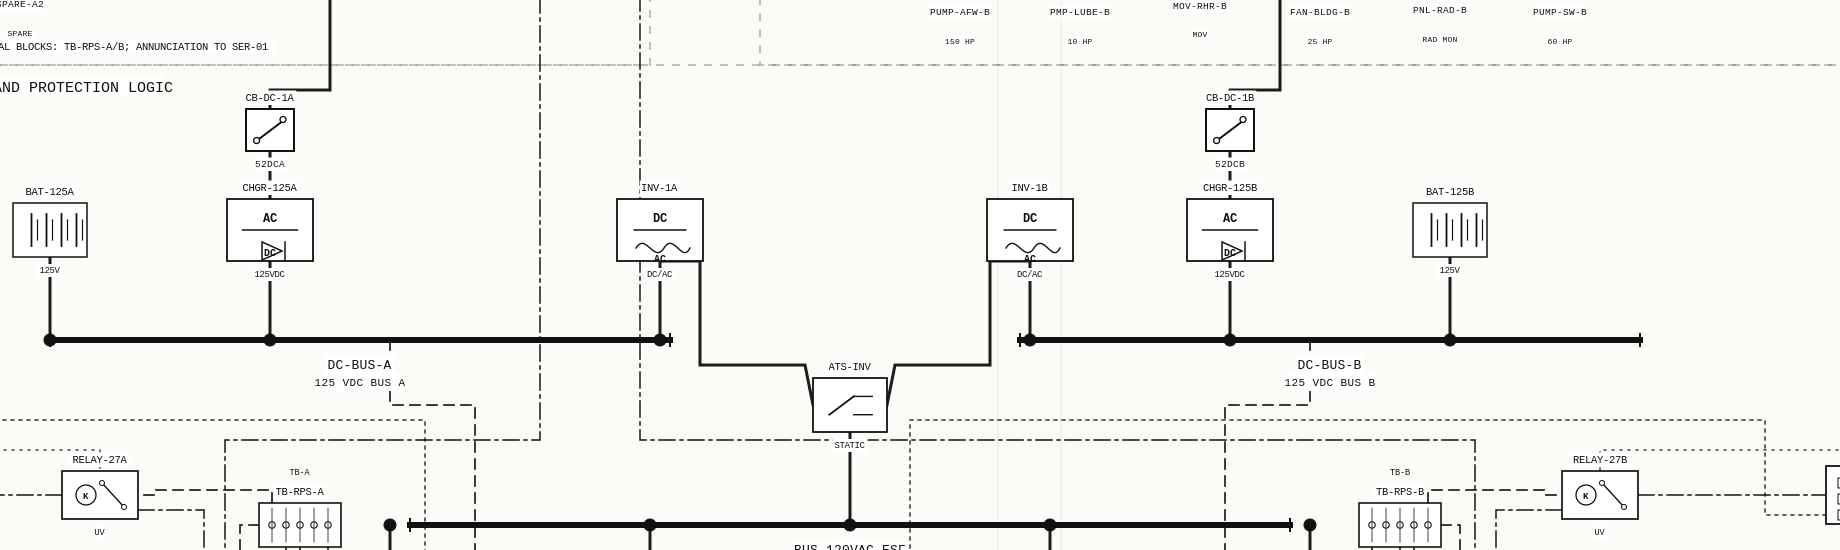 SPARE-A2
PUMP-AFW-B
PMP-LUBE-B
MOV-RHR-B
FAN-BLDG-B
PNL-RAD-B
PUMP-SW-B
SPARE
150 HP
10 HP
MOV
25 HP
RAD MON
60 HP
AL BLOCKS: TB-RPS-A/B; ANNUNCIATION TO SER-01
AND PROTECTION LOGIC
CB-DC-1A
CB-DC-1B
52DCA
52DCB
BAT-125A
CHGR-125A
INV-1A
INV-1B
CHGR-125B
BAT-125B
AC
DC
DC
AC
DC
AC
AC
DC
125V
125VDC
DC/AC
DC/AC
125VDC
125V
DC-BUS-A
125 VDC BUS A
ATS-INV
DC-BUS-B
125 VDC BUS B
STATIC
RELAY-27A
K
UV
TB-A
TB-RPS-A
TB-B
TB-RPS-B
RELAY-27B
K
UV
BUS 120VAC ESF